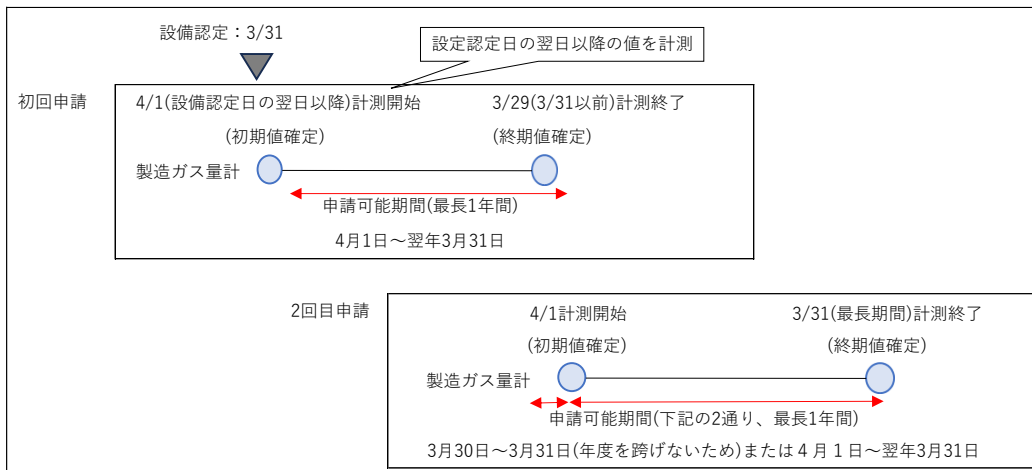 設備認定：3/31
設定認定日の翌日以降の値を計測
初回申請
4/1(設備認定日の翌日以降)計測開始
3/29(3/31以前)計測終了
(初期値確定)
(終期値確定)
製造ガス量計
申請可能期間(最長1年間)
4月1日～翌年3月31日
2回目申請
4/1計測開始
3/31(最長期間)計測終了
(初期値確定)
(終期値確定)
製造ガス量計
申請可能期間(下記の2通り、最長1年間)
3月30日～3月31日(年度を跨げないため)または４月１日～翌年3月31日